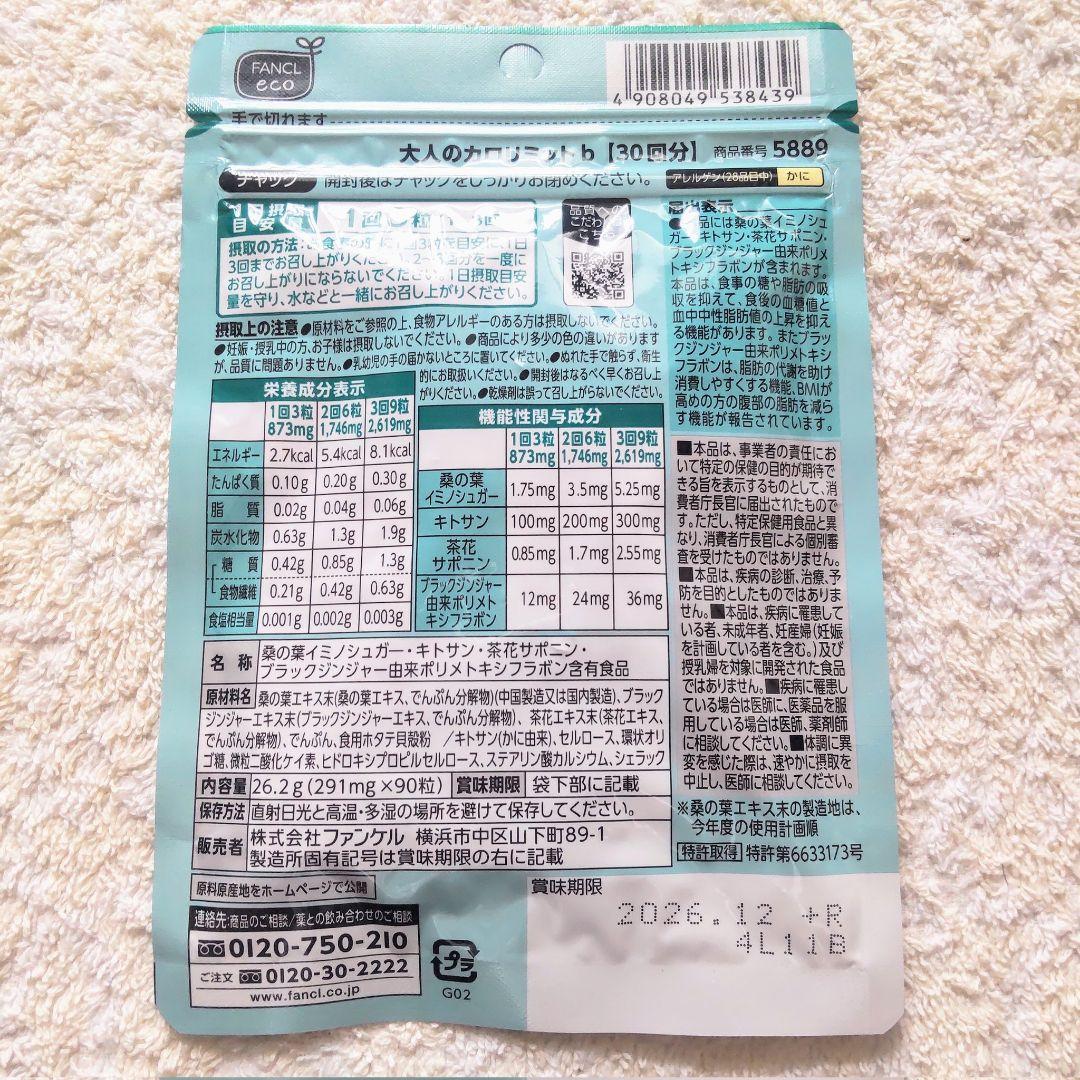 FANCL
eco
4 908049 538439
手で切れます
大人のカロリミットb【30回分】 商品番号 5889
チャック 開封後はチャックをしっかりお閉めください。
アレルゲン(28品目中) かに
1日摂取
目安
1回3粒
摂取の方法:
1回3粒を目安に、1日
3回までお召し上がりください。2~3回分を一度に
お召し上がりにならないでください。1日摂取目安
量を守り、水などと一緒にお召し上がりください。
品質への
こだわり
こちら
摂取上の注意 ●原材料をご参照の上、食物アレルギーのある方は摂取しないでください。
●妊娠・授乳中の方、お子様は摂取しないでください。●商品により多少の色の違いがあります
が、品質に問題ありません。●乳幼児の手の届かないところに置いてください。●ぬれた手で触らず、衛生
的にお取扱いください。●開封後はなるべく早くお召し上
がりください。●乾燥剤は誤って召し上がらないでください。
栄養成分表示
1回3粒 873mg 2回6粒 1,746mg 3回9粒 2,619mg
エネルギー 2.7kcal 5.4kcal 8.1kcal
たんぱく質 0.10g 0.20g 0.30g
脂質 0.02g 0.04g 0.06g
炭水化物 0.63g 1.3g 1.9g
糖質 0.42g 0.85g 1.3g
食物繊維 0.21g 0.42g 0.63g
食塩相当量 0.001g 0.002g 0.003g
機能性関与成分
1回3粒 873mg 2回6粒 1,746mg 3回9粒 2,619mg
桑の葉イミノシュガー 1.75mg 3.5mg 5.25mg
キトサン 100mg 200mg 300mg
茶花サポニン 0.85mg 1.7mg 2.55mg
ブラックジンジャー由来ポリメトキシフラボン 12mg 24mg 36mg
届出表示
●本品には桑の葉イミノシュ
ガー・キトサン・茶花サポニン・
ブラックジンジャー由来ポリメ
トキシフラボンが含まれます。
本品は、食事の糖や脂肪の吸
収を抑えて、食後の血糖値と
血中中性脂肪値の上昇を抑え
る機能があります。またブラッ
クジンジャー由来ポリメトキシ
フラボンは、脂肪の代謝を助け
消費しやすくする機能、BMIが
高めの方の腹部の脂肪を減ら
す機能が報告されています。
■本品は、事業者の責任にお
いて特定の保健の目的が期待で
きる旨を表示するものとして、消
費者庁長官に届出されたもので
す。ただし、特定保健用食品と異
なり、消費者庁長官による個別審
査を受けたものではありません。
■本品は、疾病の診断、治療、予
防を目的としたものではありま
せん。■本品は、疾病に罹患して
いる者、未成年者、妊産婦(妊娠
を計画している者を含む。)及び
授乳婦を対象に開発された食品
ではありません。■疾病に罹患し
ている場合は医師に、医薬品を服
用している場合は医師、薬剤師
に相談してください。■体調に異
変を感じた際は、速やかに摂取を
中止し、医師に相談してください。
※桑の葉エキス末の製造地は、
今年度の使用計画順
特許取得 特許第6633173号
名称 桑の葉イミノシュガー・キトサン・茶花サポニン・
ブラックジンジャー由来ポリメトキシフラボン含有食品
原材料名 桑の葉エキス末(桑の葉エキス、でんぷん分解物)(中国製造又は国内製造)、ブラック
ジンジャーエキス末(ブラックジンジャーエキス、でんぷん分解物)、茶花エキス末(茶花エキス、
でんぷん分解物)、でんぷん、食用ホタテ貝殻粉 /キトサン(かに由来)、セルロース、環状オリ
ゴ糖、微粒二酸化ケイ素、ヒドロキシプロピルセルロース、ステアリン酸カルシウム、シェラック
内容量 26.2g(291mg×90粒) 賞味期限 袋下部に記載
保存方法 直射日光と高温・多湿の場所を避けて保存してください。
販売者 株式会社ファンケル 横浜市中区山下町89-1
製造所固有記号は賞味期限の右に記載
原料原産地をホームページで公開
連絡先:商品のご相談/薬との飲み合わせのご相談
0120-750-210
ご注文 0120-30-2222
www.fancl.co.jp
プラ
G02
賞味期限
2026.12 +R
4L11B